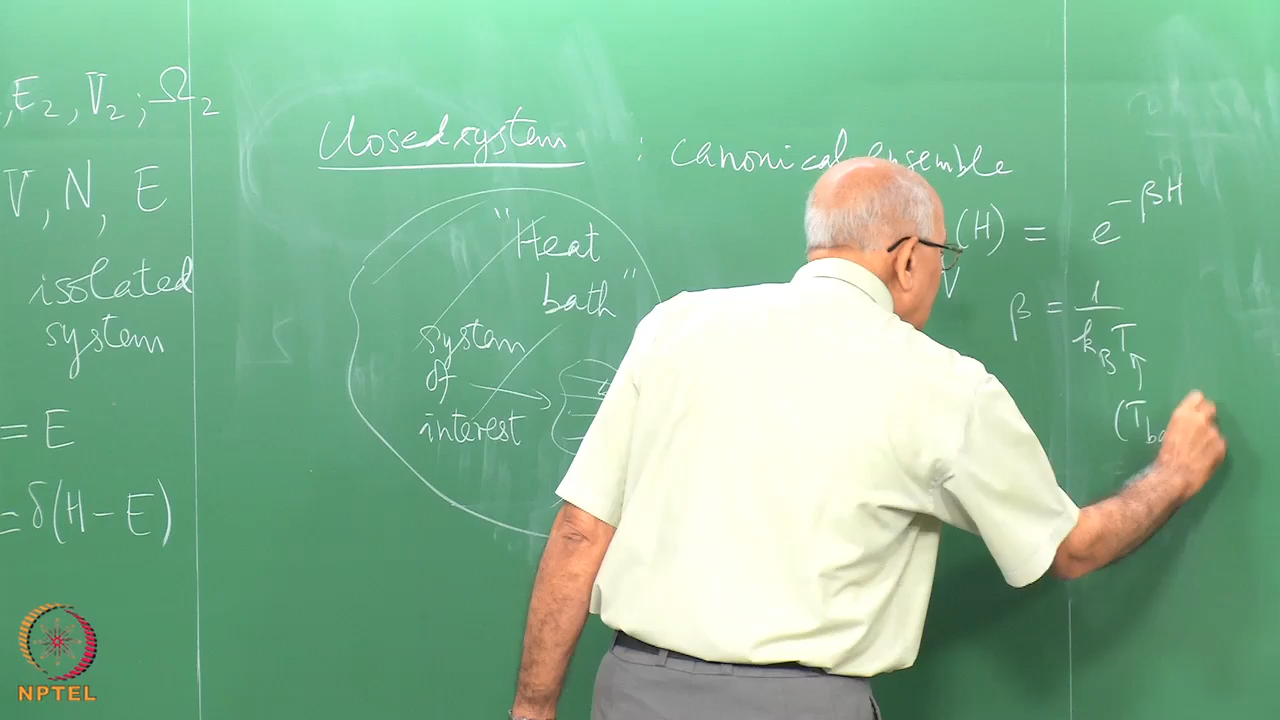 , E₂, V₂ ; Ω₂
V, N, E
isolated
system
= E
= δ(H – E)
Closed system : canonical ensemble
"Heat
bath"
system
of
interest
(H) = e^{-βH}
V
β = 1/k_B T
(T_ba
NPTEL